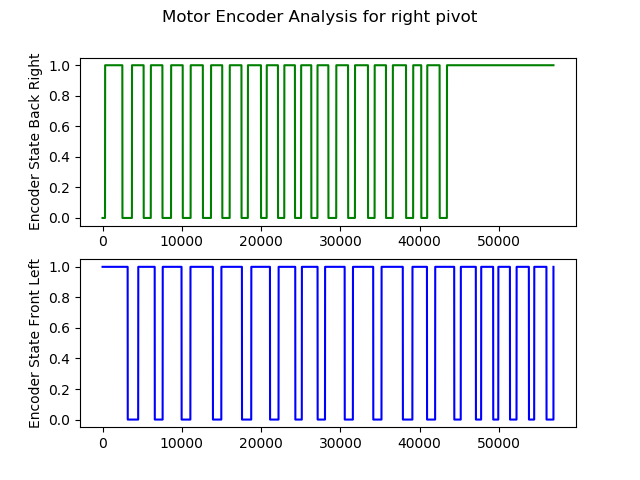 Motor Encoder Analysis for right pivot
Encoder State Back Right
1.0
0.8
0.6
0.4
0.2
0.0
0 10000 20000 30000 40000 50000
Encoder State Front Left
1.0
0.8
0.6
0.4
0.2
0.0
0 10000 20000 30000 40000 50000